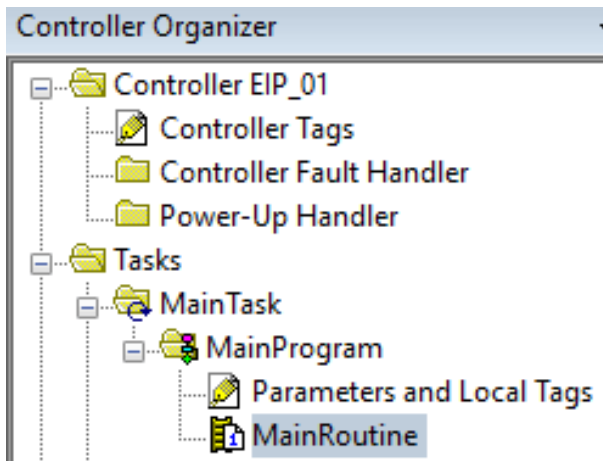 Controller Organizer
Controller EIP_01
Controller Tags
Controller Fault Handler
Power-Up Handler
Tasks
MainTask
MainProgram
Parameters and Local Tags
MainRoutine